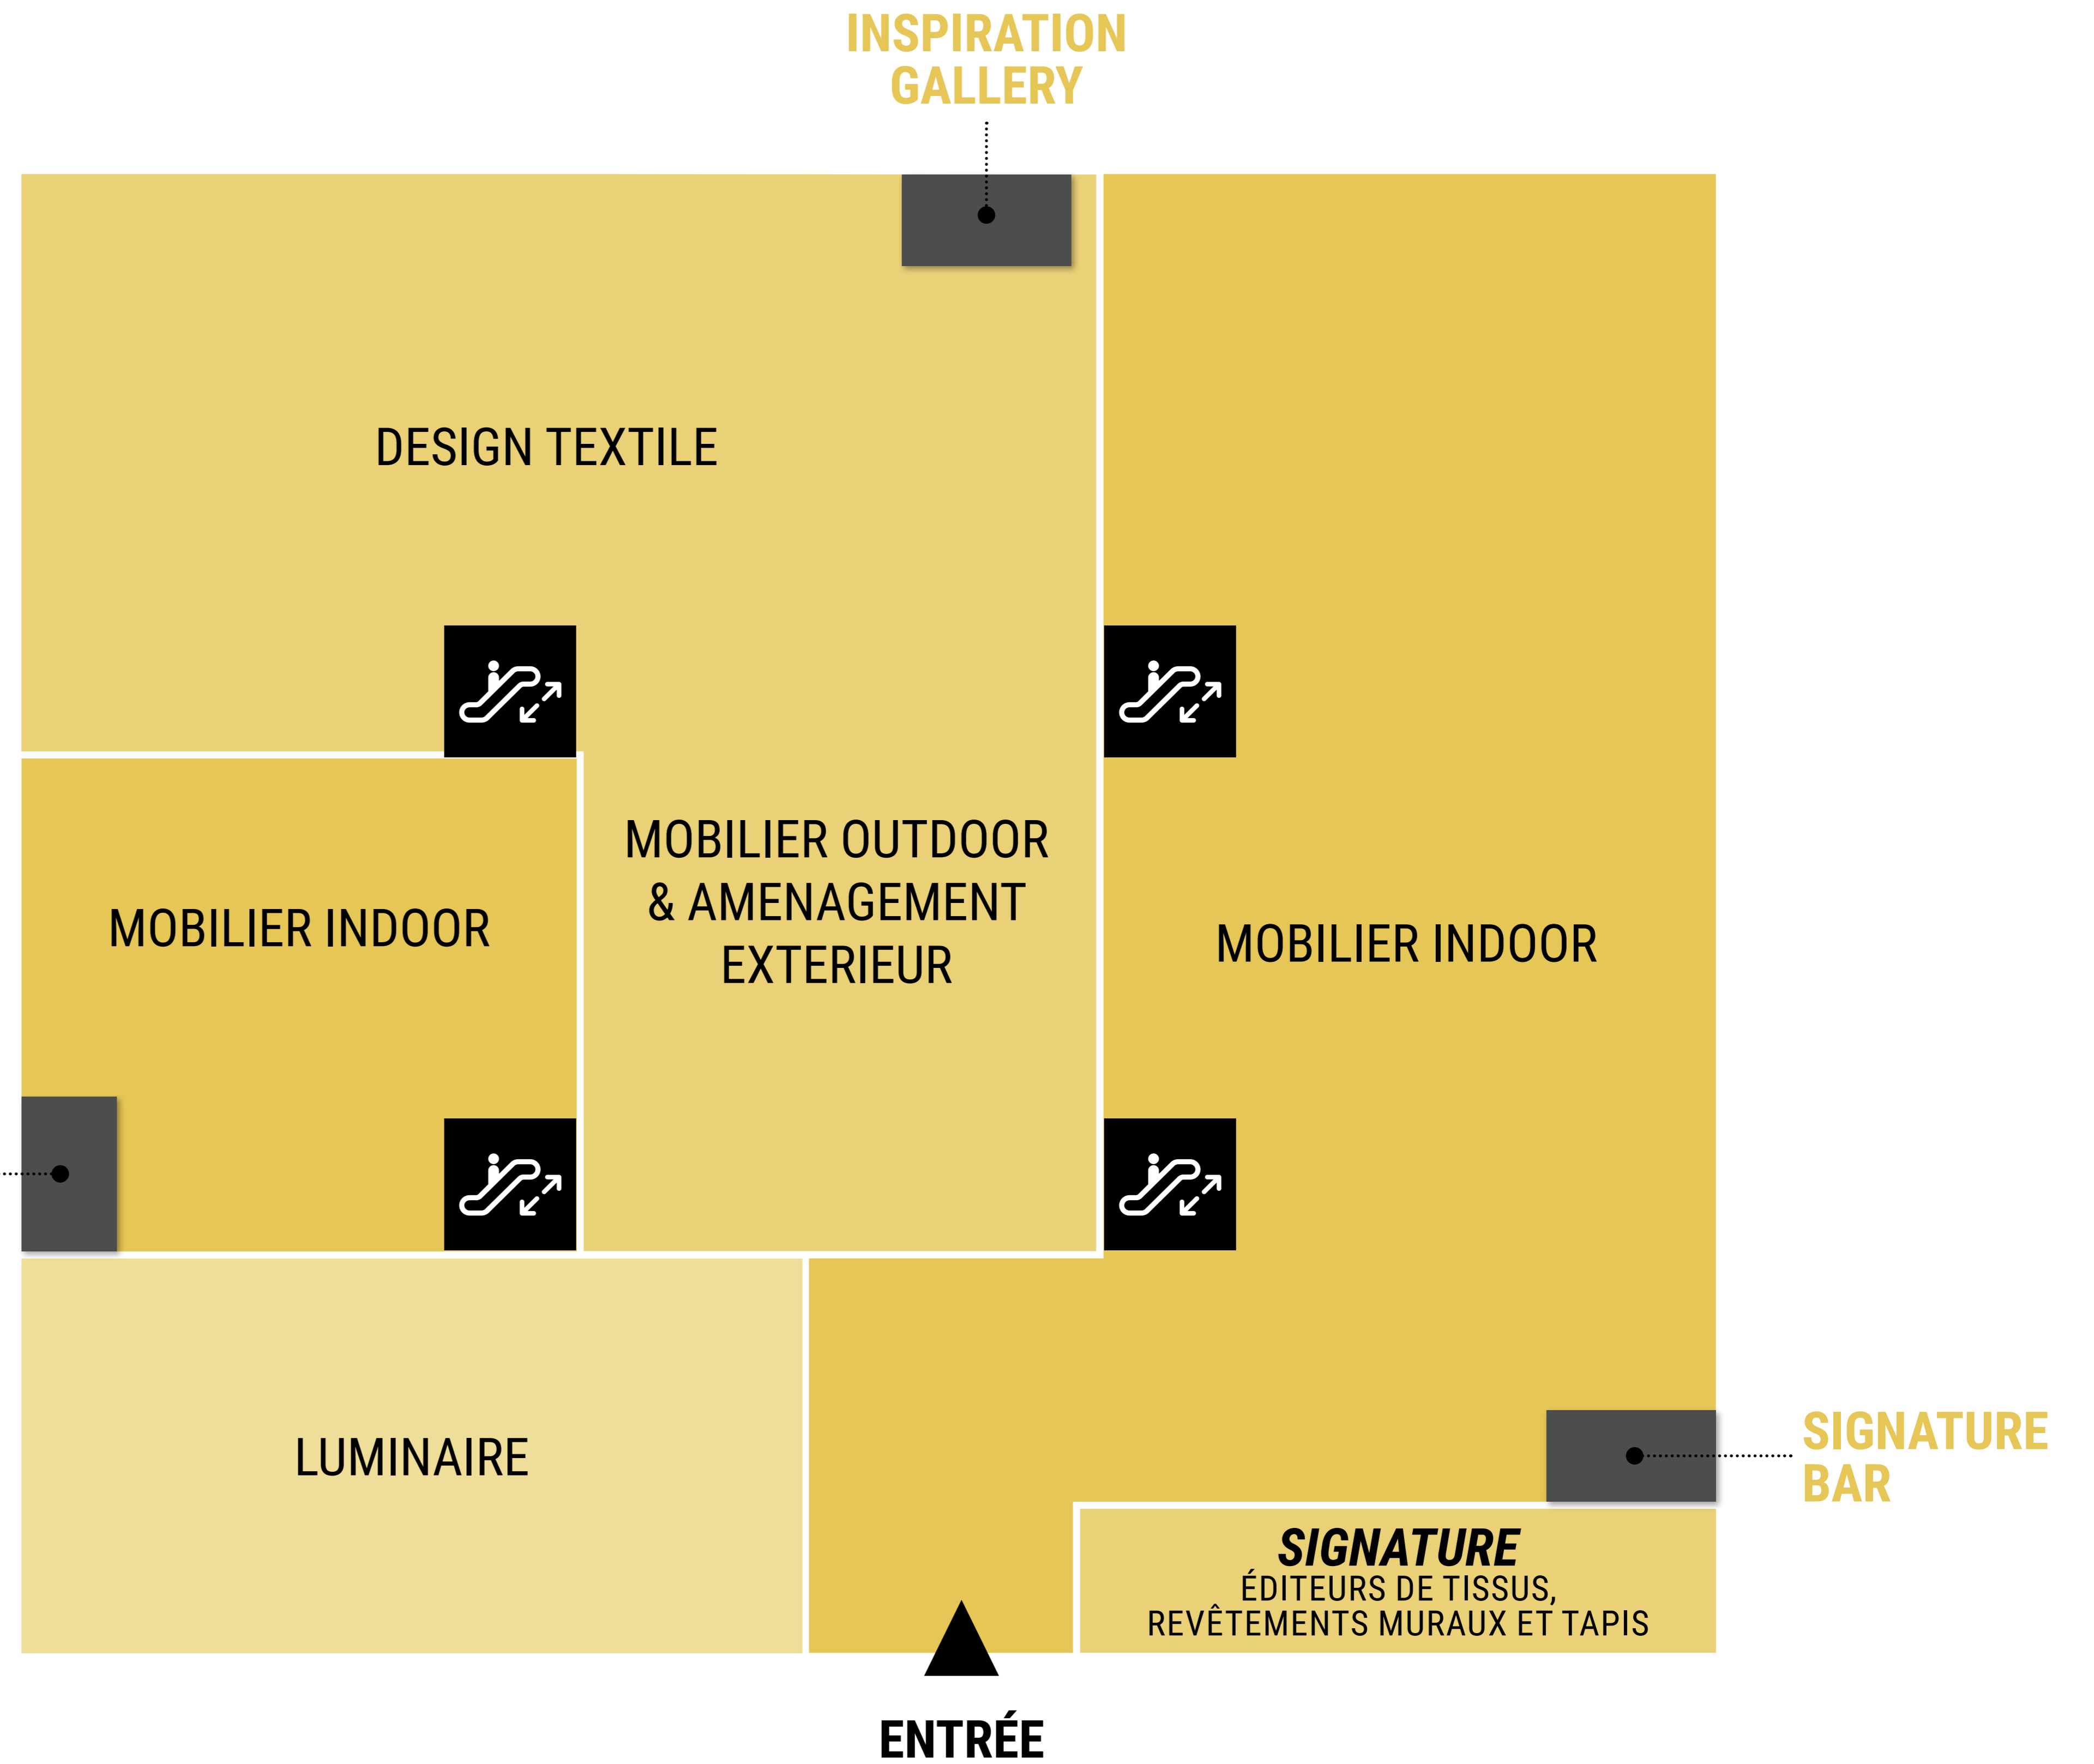 INSPIRATION
GALLERY
DESIGN TEXTILE
MOBILIER OUTDOOR
& AMENAGEMENT
EXTERIEUR
MOBILIER INDOOR
MOBILIER INDOOR
LUMINAIRE
SIGNATURE
BAR
SIGNATURE
ÉDITEURS DE TISSUS,
REVÊTEMENTS MURAUX ET TAPIS
ENTRÉE